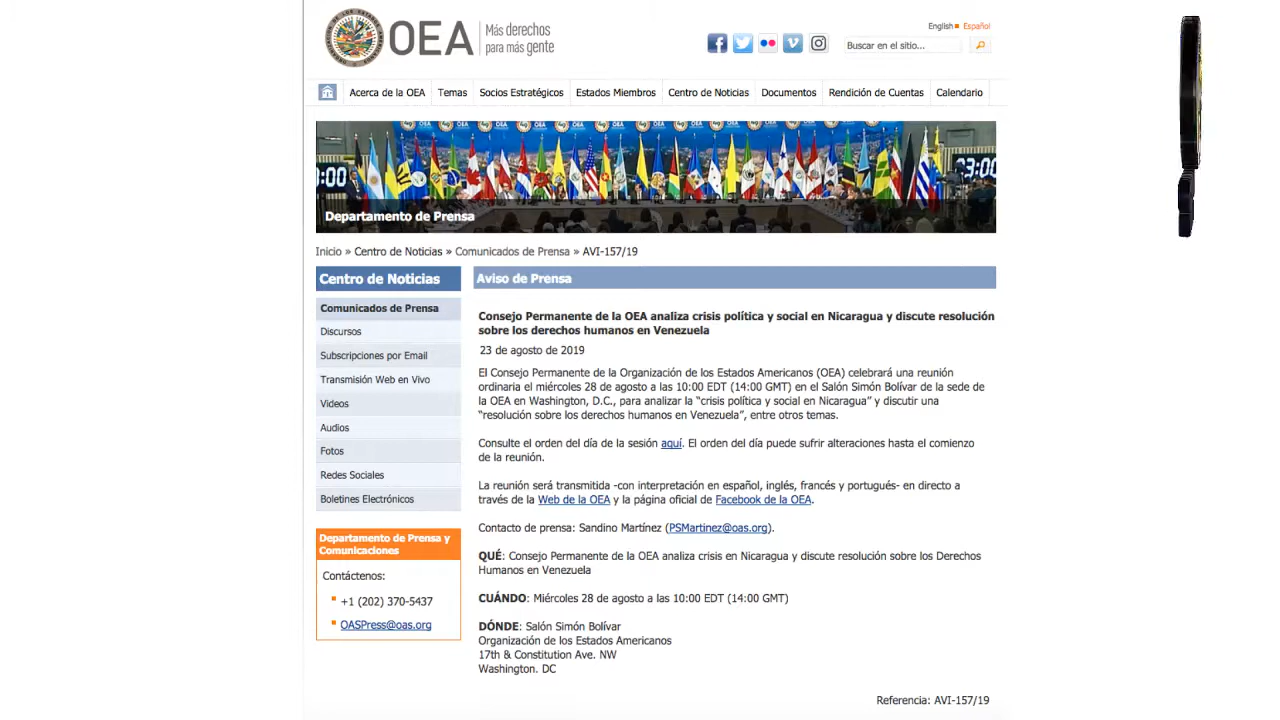 OEA
Más derechos
para más gente
English Español
Buscar en el sitio...
Acerca de la OEA Temas Socios Estratégicos Estados Miembros Centro de Noticias Documentos Rendición de Cuentas Calendario
:00 3:00
Departamento de Prensa
Inicio » Centro de Noticias » Comunicados de Prensa » AVI-157/19
Centro de Noticias
Comunicados de Prensa
Discursos
Subscripciones por Email
Transmisión Web en Vivo
Videos
Audios
Fotos
Redes Sociales
Boletines Electrónicos
Departamento de Prensa y
Comunicaciones
Contáctenos:
+1 (202) 370-5437
OASPress@oas.org
Aviso de Prensa
Consejo Permanente de la OEA analiza crisis política y social en Nicaragua y discute resolución
sobre los derechos humanos en Venezuela
23 de agosto de 2019
El Consejo Permanente de la Organización de los Estados Americanos (OEA) celebrará una reunión
ordinaria el miércoles 28 de agosto a las 10:00 EDT (14:00 GMT) en el Salón Simón Bolívar de la sede de
la OEA en Washington, D.C., para analizar la “crisis política y social en Nicaragua” y discutir una
“resolución sobre los derechos humanos en Venezuela”, entre otros temas.
Consulte el orden del día de la sesión aquí. El orden del día puede sufrir alteraciones hasta el comienzo
de la reunión.
La reunión será transmitida -con interpretación en español, inglés, francés y portugués- en directo a
través de la Web de la OEA y la página oficial de Facebook de la OEA.
Contacto de prensa: Sandino Martínez (PSMartinez@oas.org).
QUÉ: Consejo Permanente de la OEA analiza crisis en Nicaragua y discute resolución sobre los Derechos
Humanos en Venezuela
CUÁNDO: Miércoles 28 de agosto a las 10:00 EDT (14:00 GMT)
DÓNDE: Salón Simón Bolívar
Organización de los Estados Americanos
17th & Constitution Ave. NW
Washington. DC
Referencia: AVI-157/19